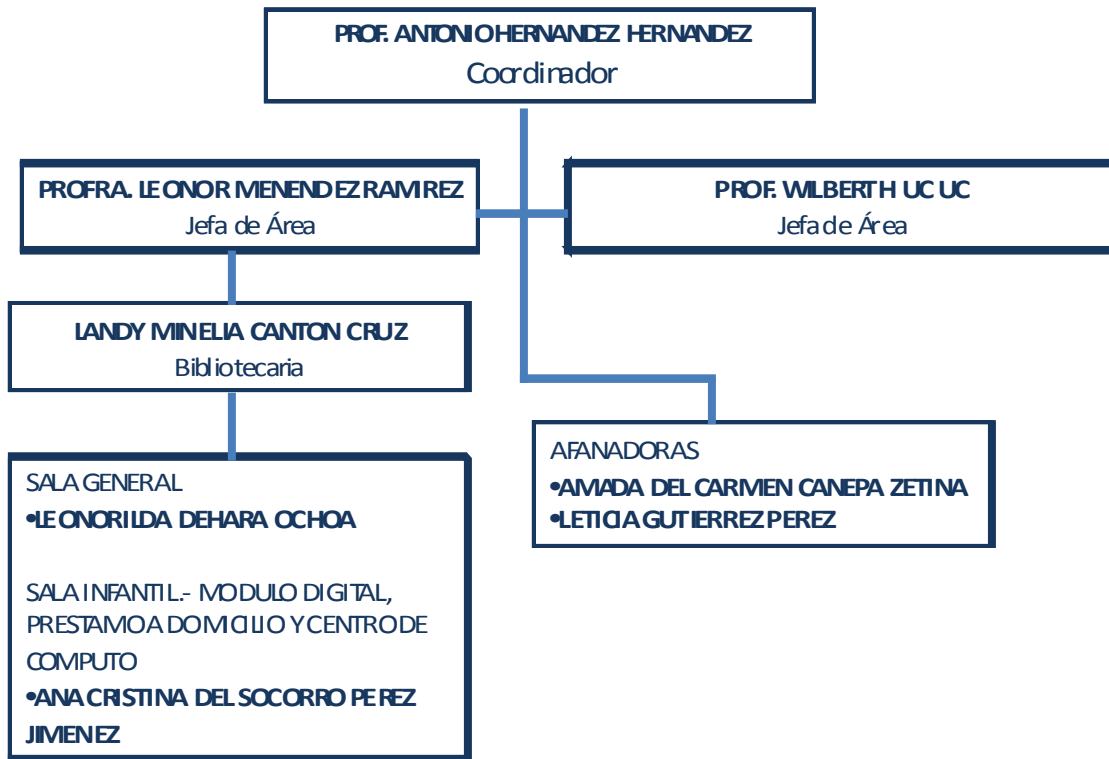 PROF. ANTONIO HERNANDEZ HERNANDEZ
Coordinador
PROFRA. LEONOR MENENDEZ RAMIREZ
Jefa de Área
PROF. WILBERTH UC UC
Jefa de Área
LANDY MINELIA CANTON CRUZ
Bibliotecaria
SALA GENERAL
•LEONORILDA DEHARA OCHOA
SALA INFANTIL.- MODULO DIGITAL,
PRESTAMO A DOMICILIO Y CENTRO DE
COMPUTO
•ANA CRISTINA DEL SOCORRO PEREZ
JIMENEZ
AFANADORAS
•AMADA DEL CARMEN CANEPA ZETINA
•LETICIA GUTIERREZ PEREZ